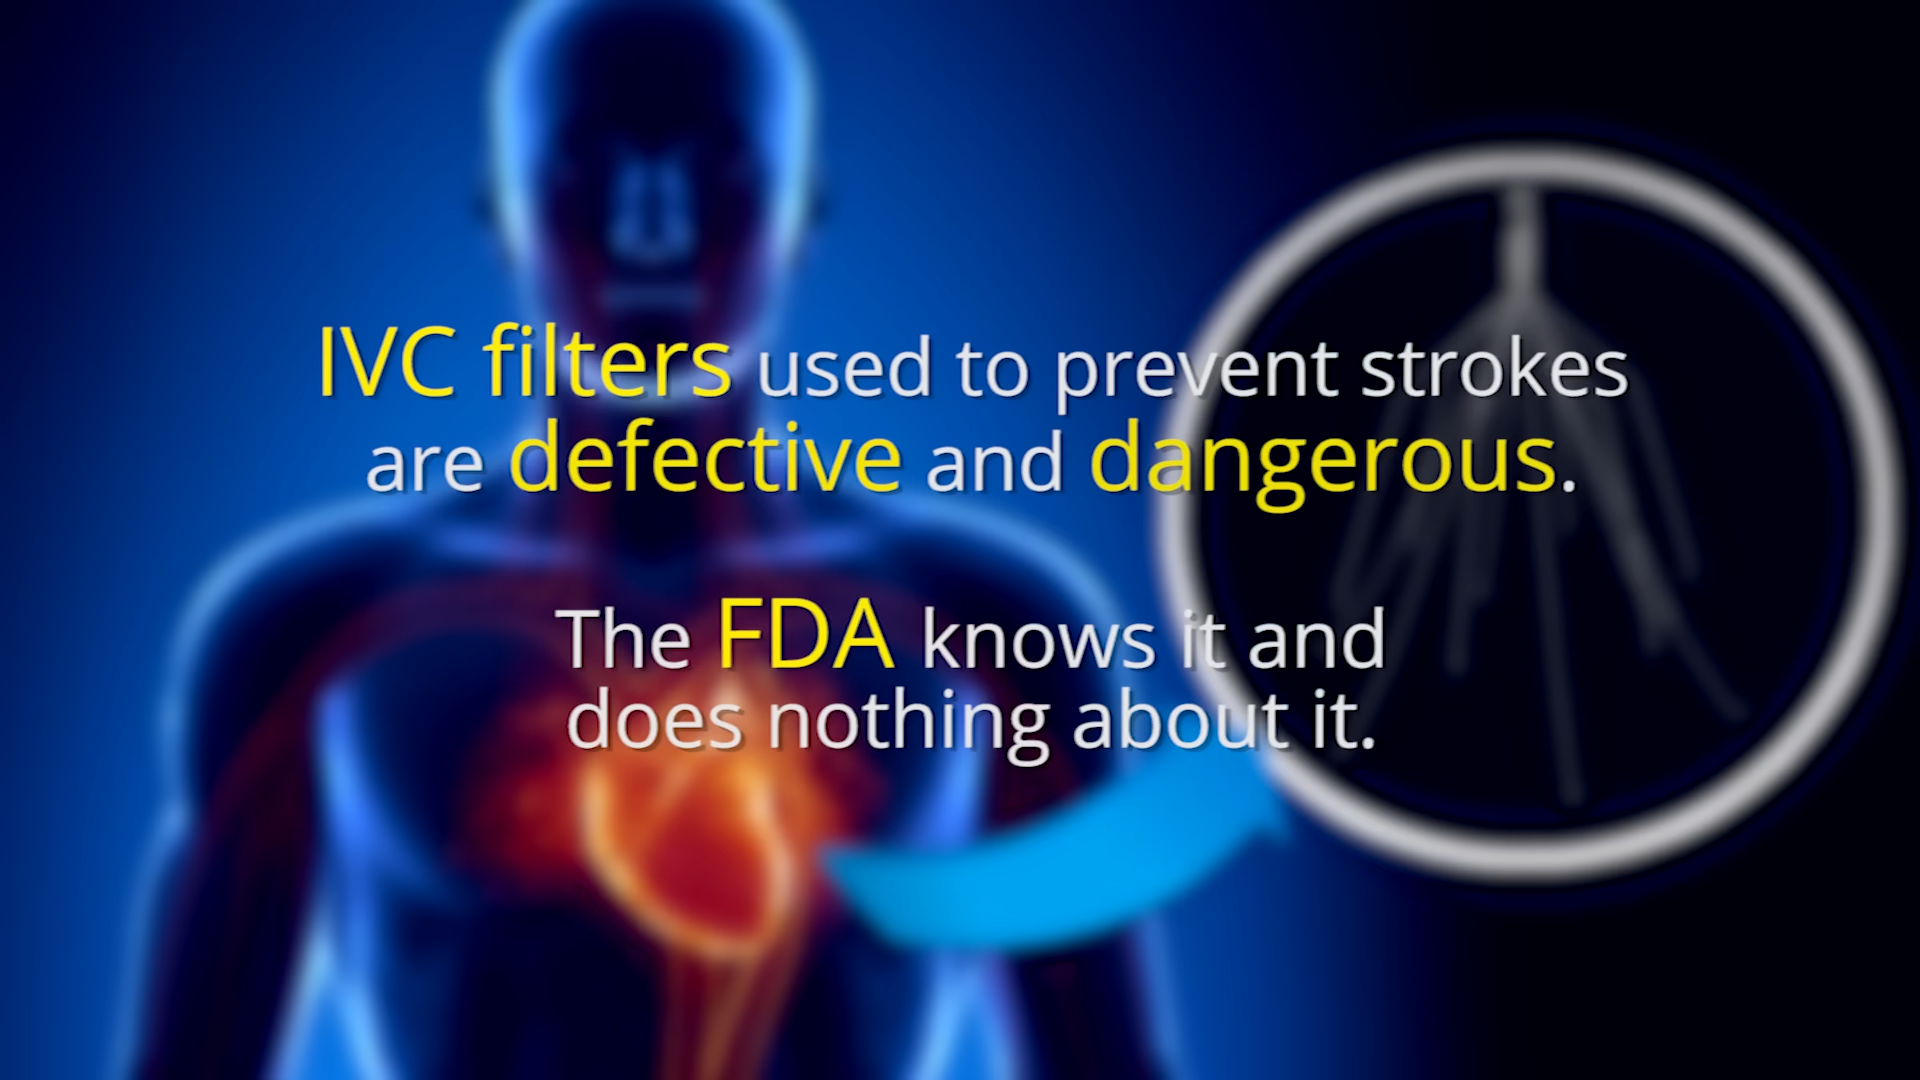 IVC filters used to prevent strokes
are defective and dangerous.
The FDA knows it and
does nothing about it.